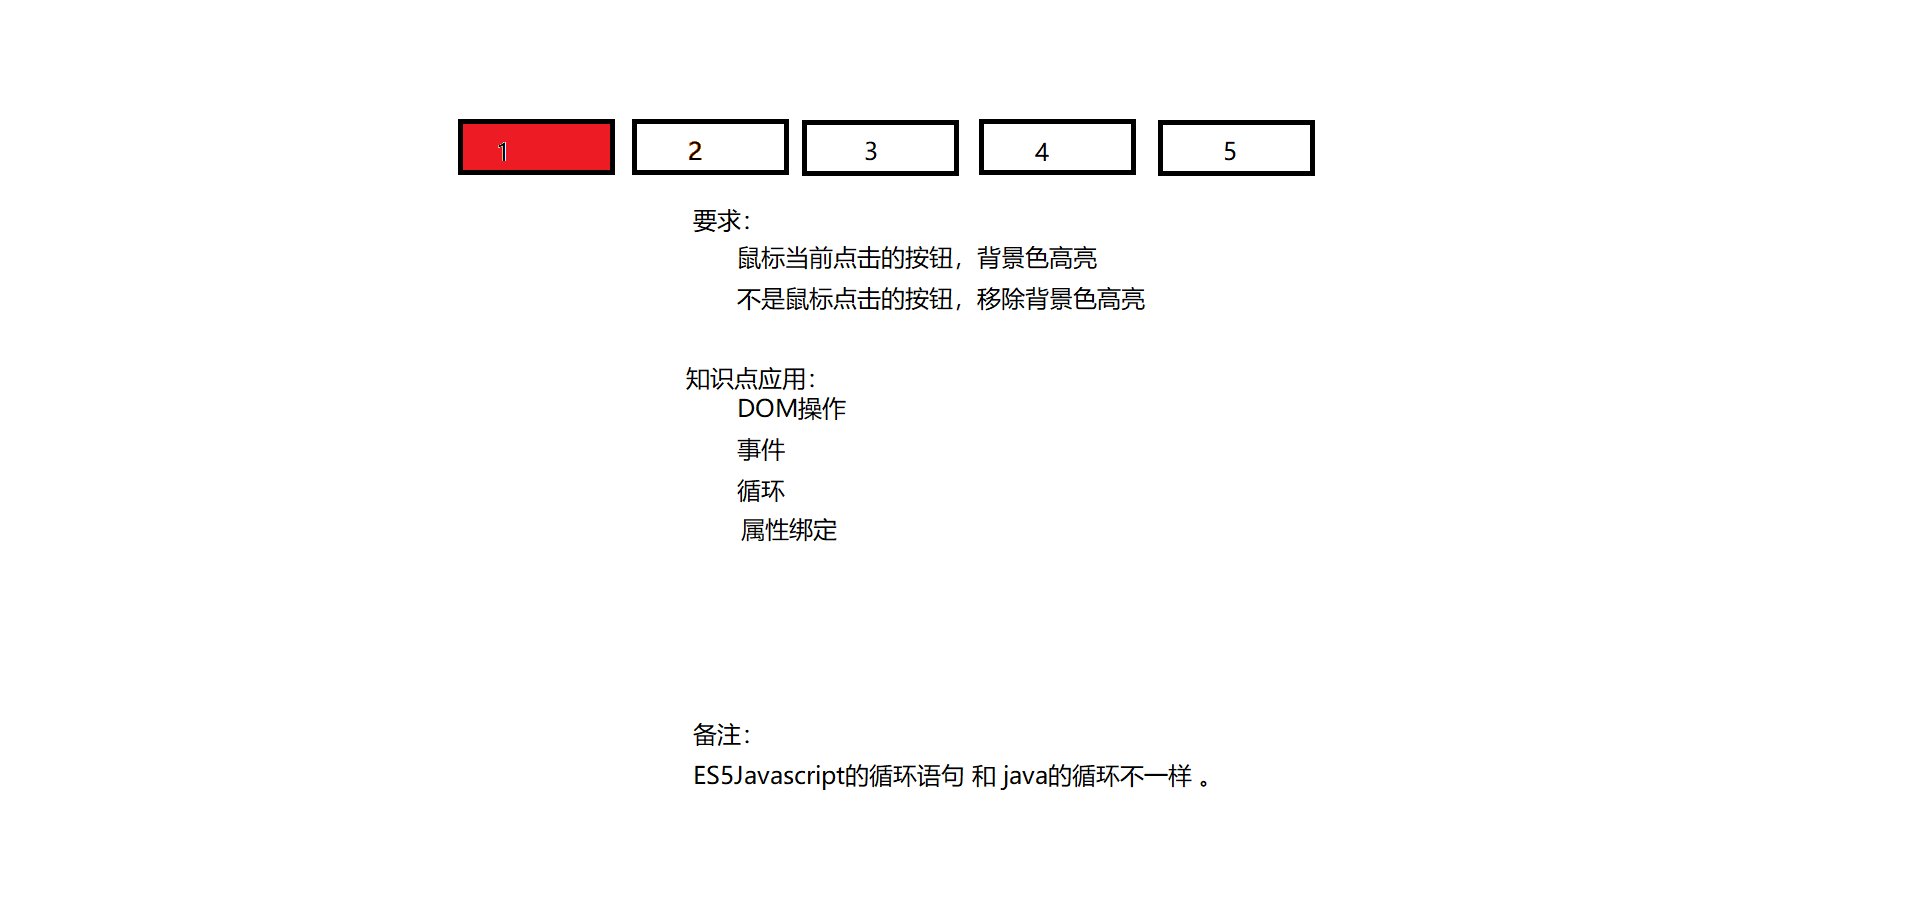 1 2 3 4 5
要求：
鼠标当前点击的按钮，背景色高亮
不是鼠标点击的按钮，移除背景色高亮
知识点应用：
DOM操作
事件
循环
属性绑定
备注：
ES5Javascript的循环语句 和 java的循环不一样 。